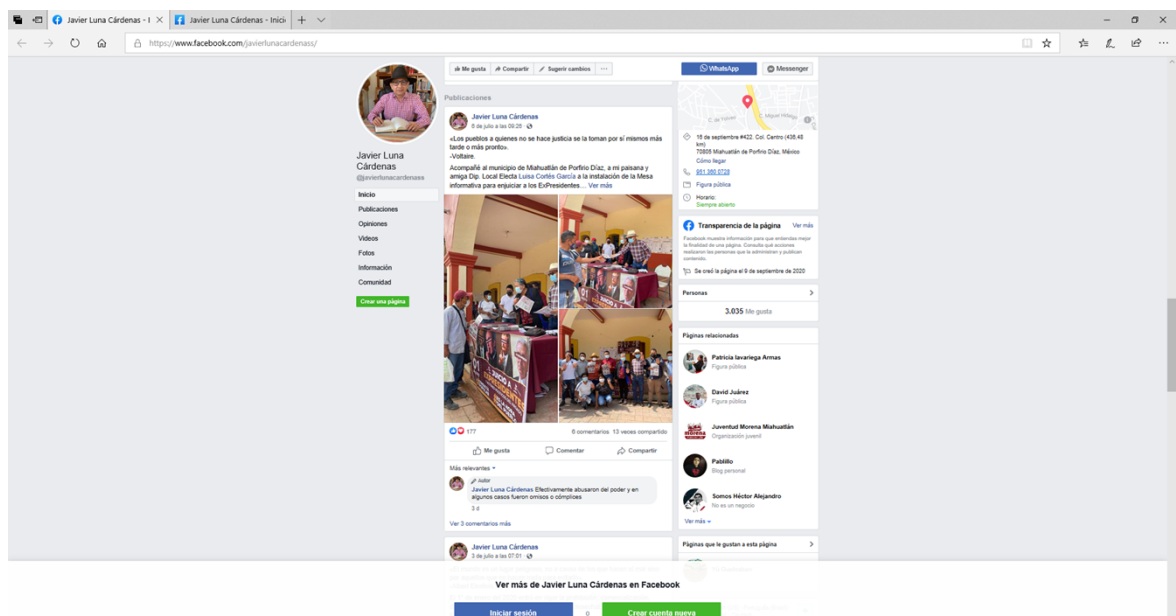 Javier Luna Cárdenas - I
Javier Luna Cárdenas - Inici
https://www.facebook.com/javierlunacardenass/
Javier Luna
Cárdenas
@javierlunacardenass
Inicio
Publicaciones
Opiniones
Videos
Fotos
Información
Comunidad
Crear una página
Me gusta
Compartir
Sugerir cambios
WhatsApp
Messenger
Publicaciones
Javier Luna Cárdenas
6 de julio a las 09:26
«Los pueblos a quienes no se hace justicia se la toman por sí mismos más
tarde o más pronto».
-Voltaire.
Acompañé al municipio de Miahuatlán de Porfirio Díaz, a mi paisana y
amiga Dip. Local Electa Luisa Cortés García a la instalación de la Mesa
informativa para enjuiciar a los ExPresidentes… Ver más
JUICIO A
EXPRESIDENTES
177
6 comentarios 13 veces compartido
Me gusta
Comentar
Compartir
Más relevantes
Autor
Javier Luna Cárdenas Efectivamente abusaron del poder y en
algunos casos fueron omisos o cómplices
3 d
Ver 3 comentarios más
Javier Luna Cárdenas
3 de julio a las 07:01
C. Miguel Hidalgo
16 de septiembre #422, Col. Centro (436,48
km)
70805 Miahuatlán de Porfirio Díaz, México
Cómo llegar
951 360 0728
Figura pública
Horario:
Siempre abierto
Transparencia de la página Ver más
Facebook muestra información para que entiendas mejor
la finalidad de una página. Consulta qué acciones
realizaron las personas que la administran y publican
contenido.
Se creó la página el 9 de septiembre de 2020
Personas
3.035 Me gusta
Páginas relacionadas
Patricia Iavariega Armas
Figura pública
David Juárez
Figura pública
Juventud Morena Miahuatlán
Organización juvenil
Pablillo
Blog personal
Somos Héctor Alejandro
No es un negocio
Ver más
Páginas que le gustan a esta página
Ver más de Javier Luna Cárdenas en Facebook
Iniciar sesión
o
Crear cuenta nueva